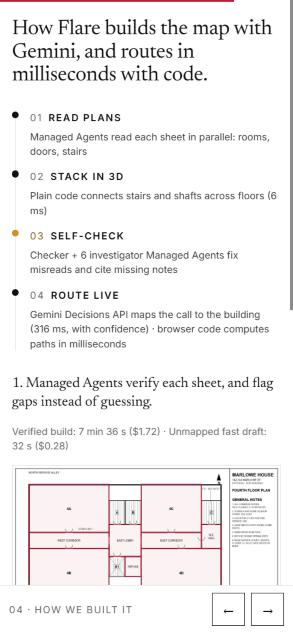 How Flare builds the map with
Gemini, and routes in
milliseconds with code.
01 READ PLANS
Managed Agents read each sheet in parallel: rooms,
doors, stairs
02 STACK IN 3D
Plain code connects stairs and shafts across floors (6
ms)
03 SELF-CHECK
Checker + 6 investigator Managed Agents fix
misreads and cite missing notes
04 ROUTE LIVE
Gemini Decisions API maps the call to the building
(316 ms, with confidence) · browser code computes
paths in milliseconds
1. Managed Agents verify each sheet, and flag
gaps instead of guessing.
Verified build: 7 min 36 s ($1.72) · Unmapped fast draft:
32 s ($0.28)
MARLOWE HOUSE
FOURTH FLOOR PLAN
GENERAL NOTES
EAST CORRIDOR
04 · HOW WE BUILT IT
← →